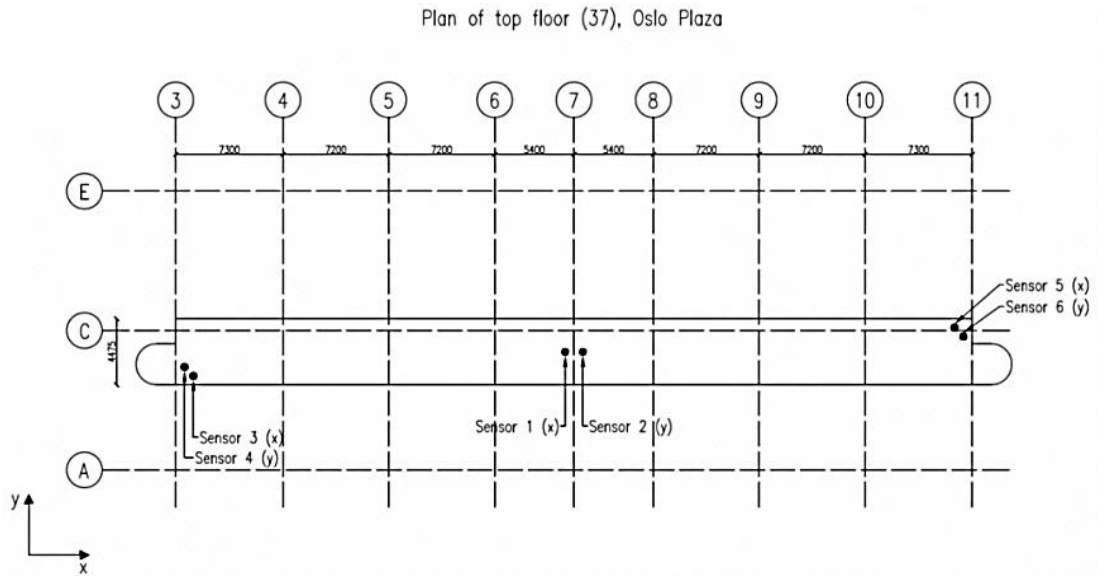 Plan of top floor (37), Oslo Plaza
3 4 5 6 7 8 9 10 11
7300 7200 7200 5400 5400 7200 7200 7300
E
Sensor 5 (x)
Sensor 6 (y)
C
4475
Sensor 1 (x) Sensor 2 (y)
Sensor 3 (x)
Sensor 4 (y)
A
y
x